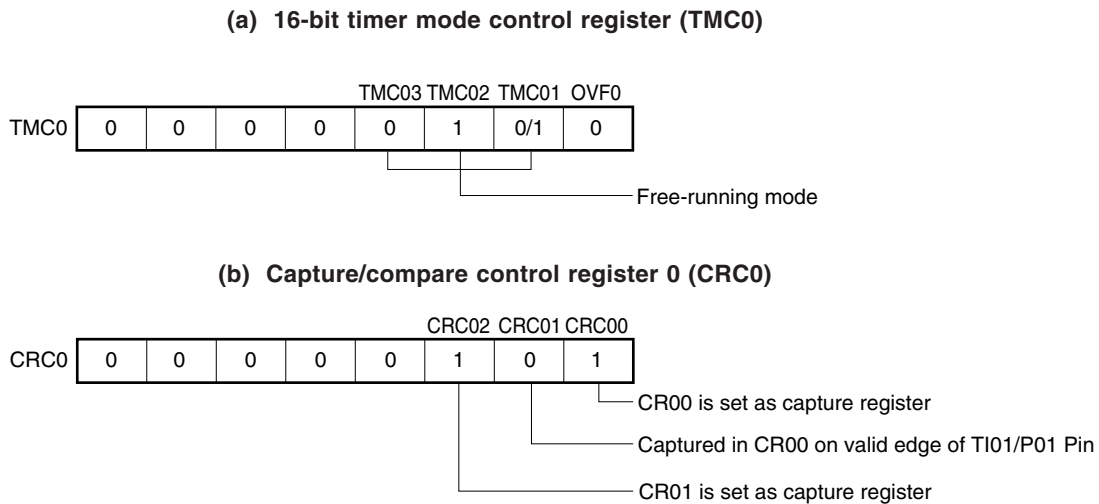 (a) 16-bit timer mode control register (TMC0)
TMC03 TMC02 TMC01 OVF0
TMC0 0 0 0 0 0 1 0/1 0
Free-running mode
(b) Capture/compare control register 0 (CRC0)
CRC02 CRC01 CRC00
CRC0 0 0 0 0 0 1 0 1
CR00 is set as capture register
Captured in CR00 on valid edge of TI01/P01 Pin
CR01 is set as capture register